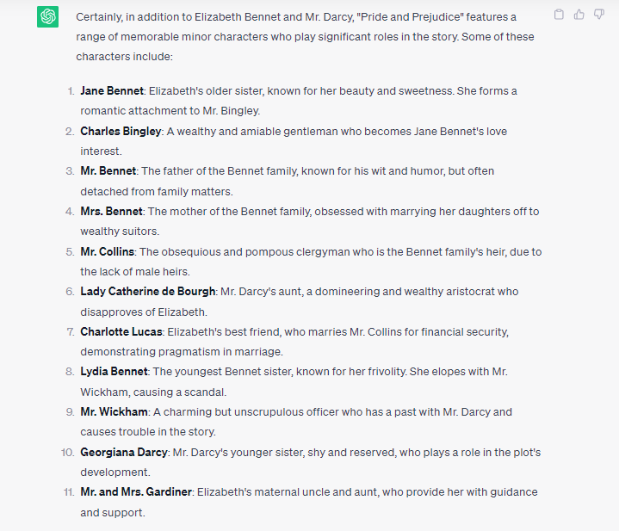 Certainly, in addition to Elizabeth Bennet and Mr. Darcy, "Pride and Prejudice" features a
range of memorable minor characters who play significant roles in the story. Some of these
characters include:
1. Jane Bennet: Elizabeth's older sister, known for her beauty and sweetness. She forms a
romantic attachment to Mr. Bingley.
2. Charles Bingley: A wealthy and amiable gentleman who becomes Jane Bennet's love
interest.
3. Mr. Bennet: The father of the Bennet family, known for his wit and humor, but often
detached from family matters.
4. Mrs. Bennet: The mother of the Bennet family, obsessed with marrying her daughters off to
wealthy suitors.
5. Mr. Collins: The obsequious and pompous clergyman who is the Bennet family's heir, due to
the lack of male heirs.
6. Lady Catherine de Bourgh: Mr. Darcy's aunt, a domineering and wealthy aristocrat who
disapproves of Elizabeth.
7. Charlotte Lucas: Elizabeth's best friend, who marries Mr. Collins for financial security,
demonstrating pragmatism in marriage.
8. Lydia Bennet: The youngest Bennet sister, known for her frivolity. She elopes with Mr.
Wickham, causing a scandal.
9. Mr. Wickham: A charming but unscrupulous officer who has a past with Mr. Darcy and
causes trouble in the story.
10. Georgiana Darcy: Mr. Darcy's younger sister, shy and reserved, who plays a role in the plot's
development.
11. Mr. and Mrs. Gardiner: Elizabeth's maternal uncle and aunt, who provide her with guidance
and support.